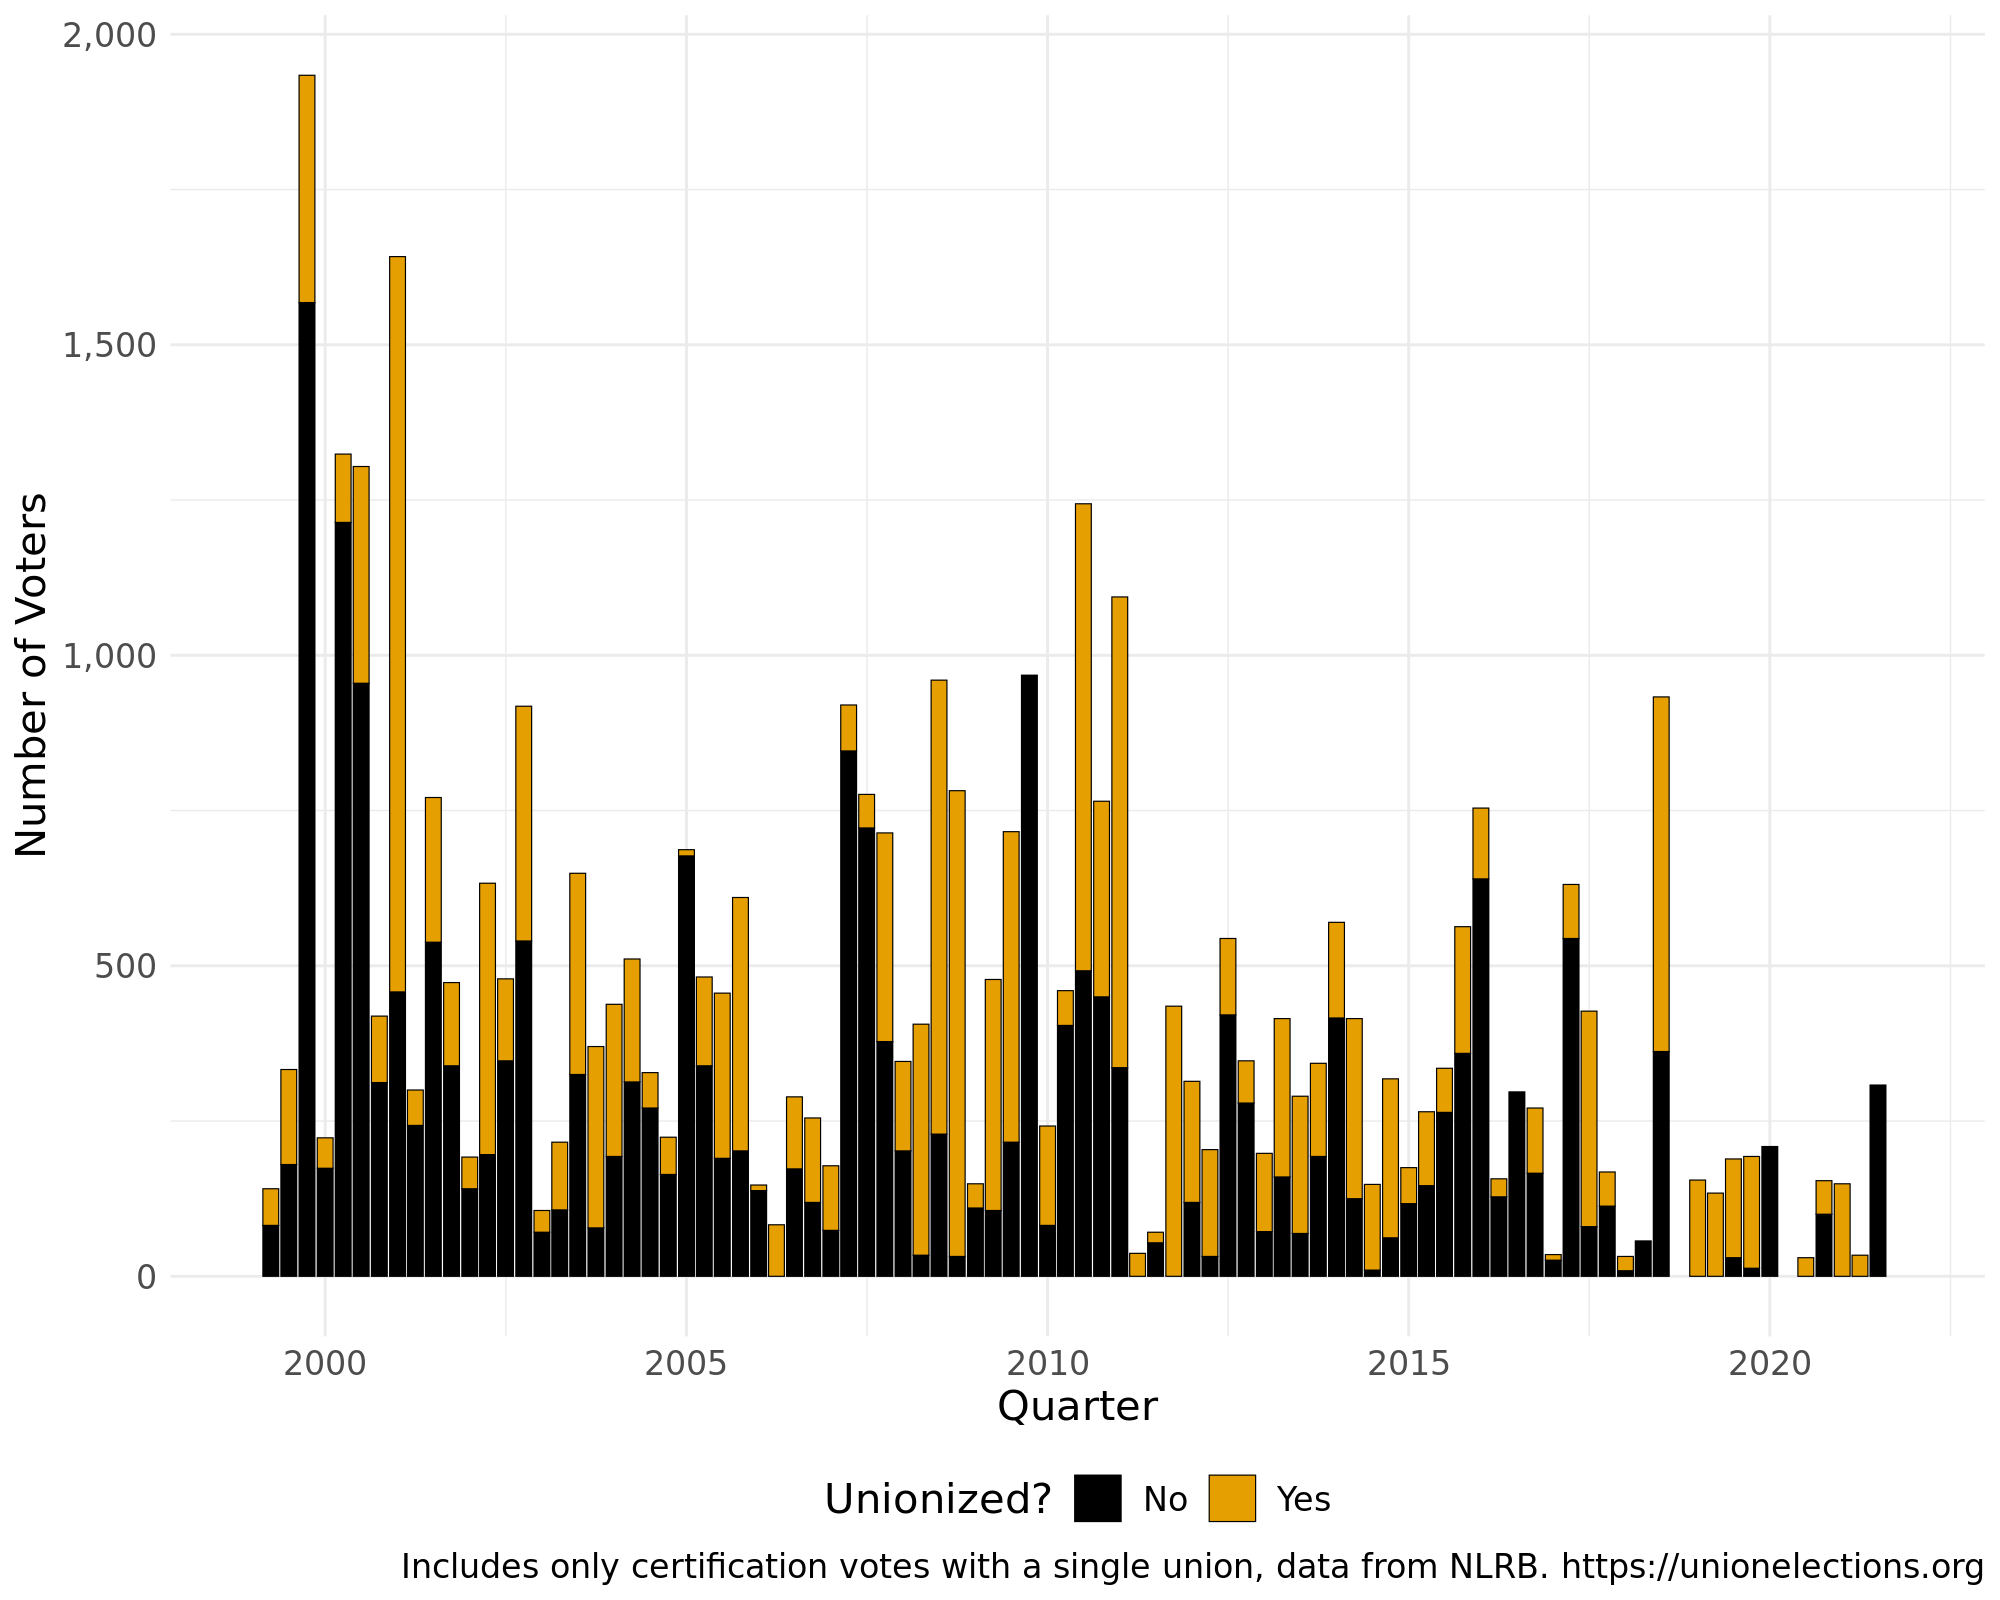 2,000
1,500
1,000
500
0
Number of Voters
2000 2005 2010 2015 2020
Quarter
Unionized? No Yes
Includes only certification votes with a single union, data from NLRB. https://unionelections.org